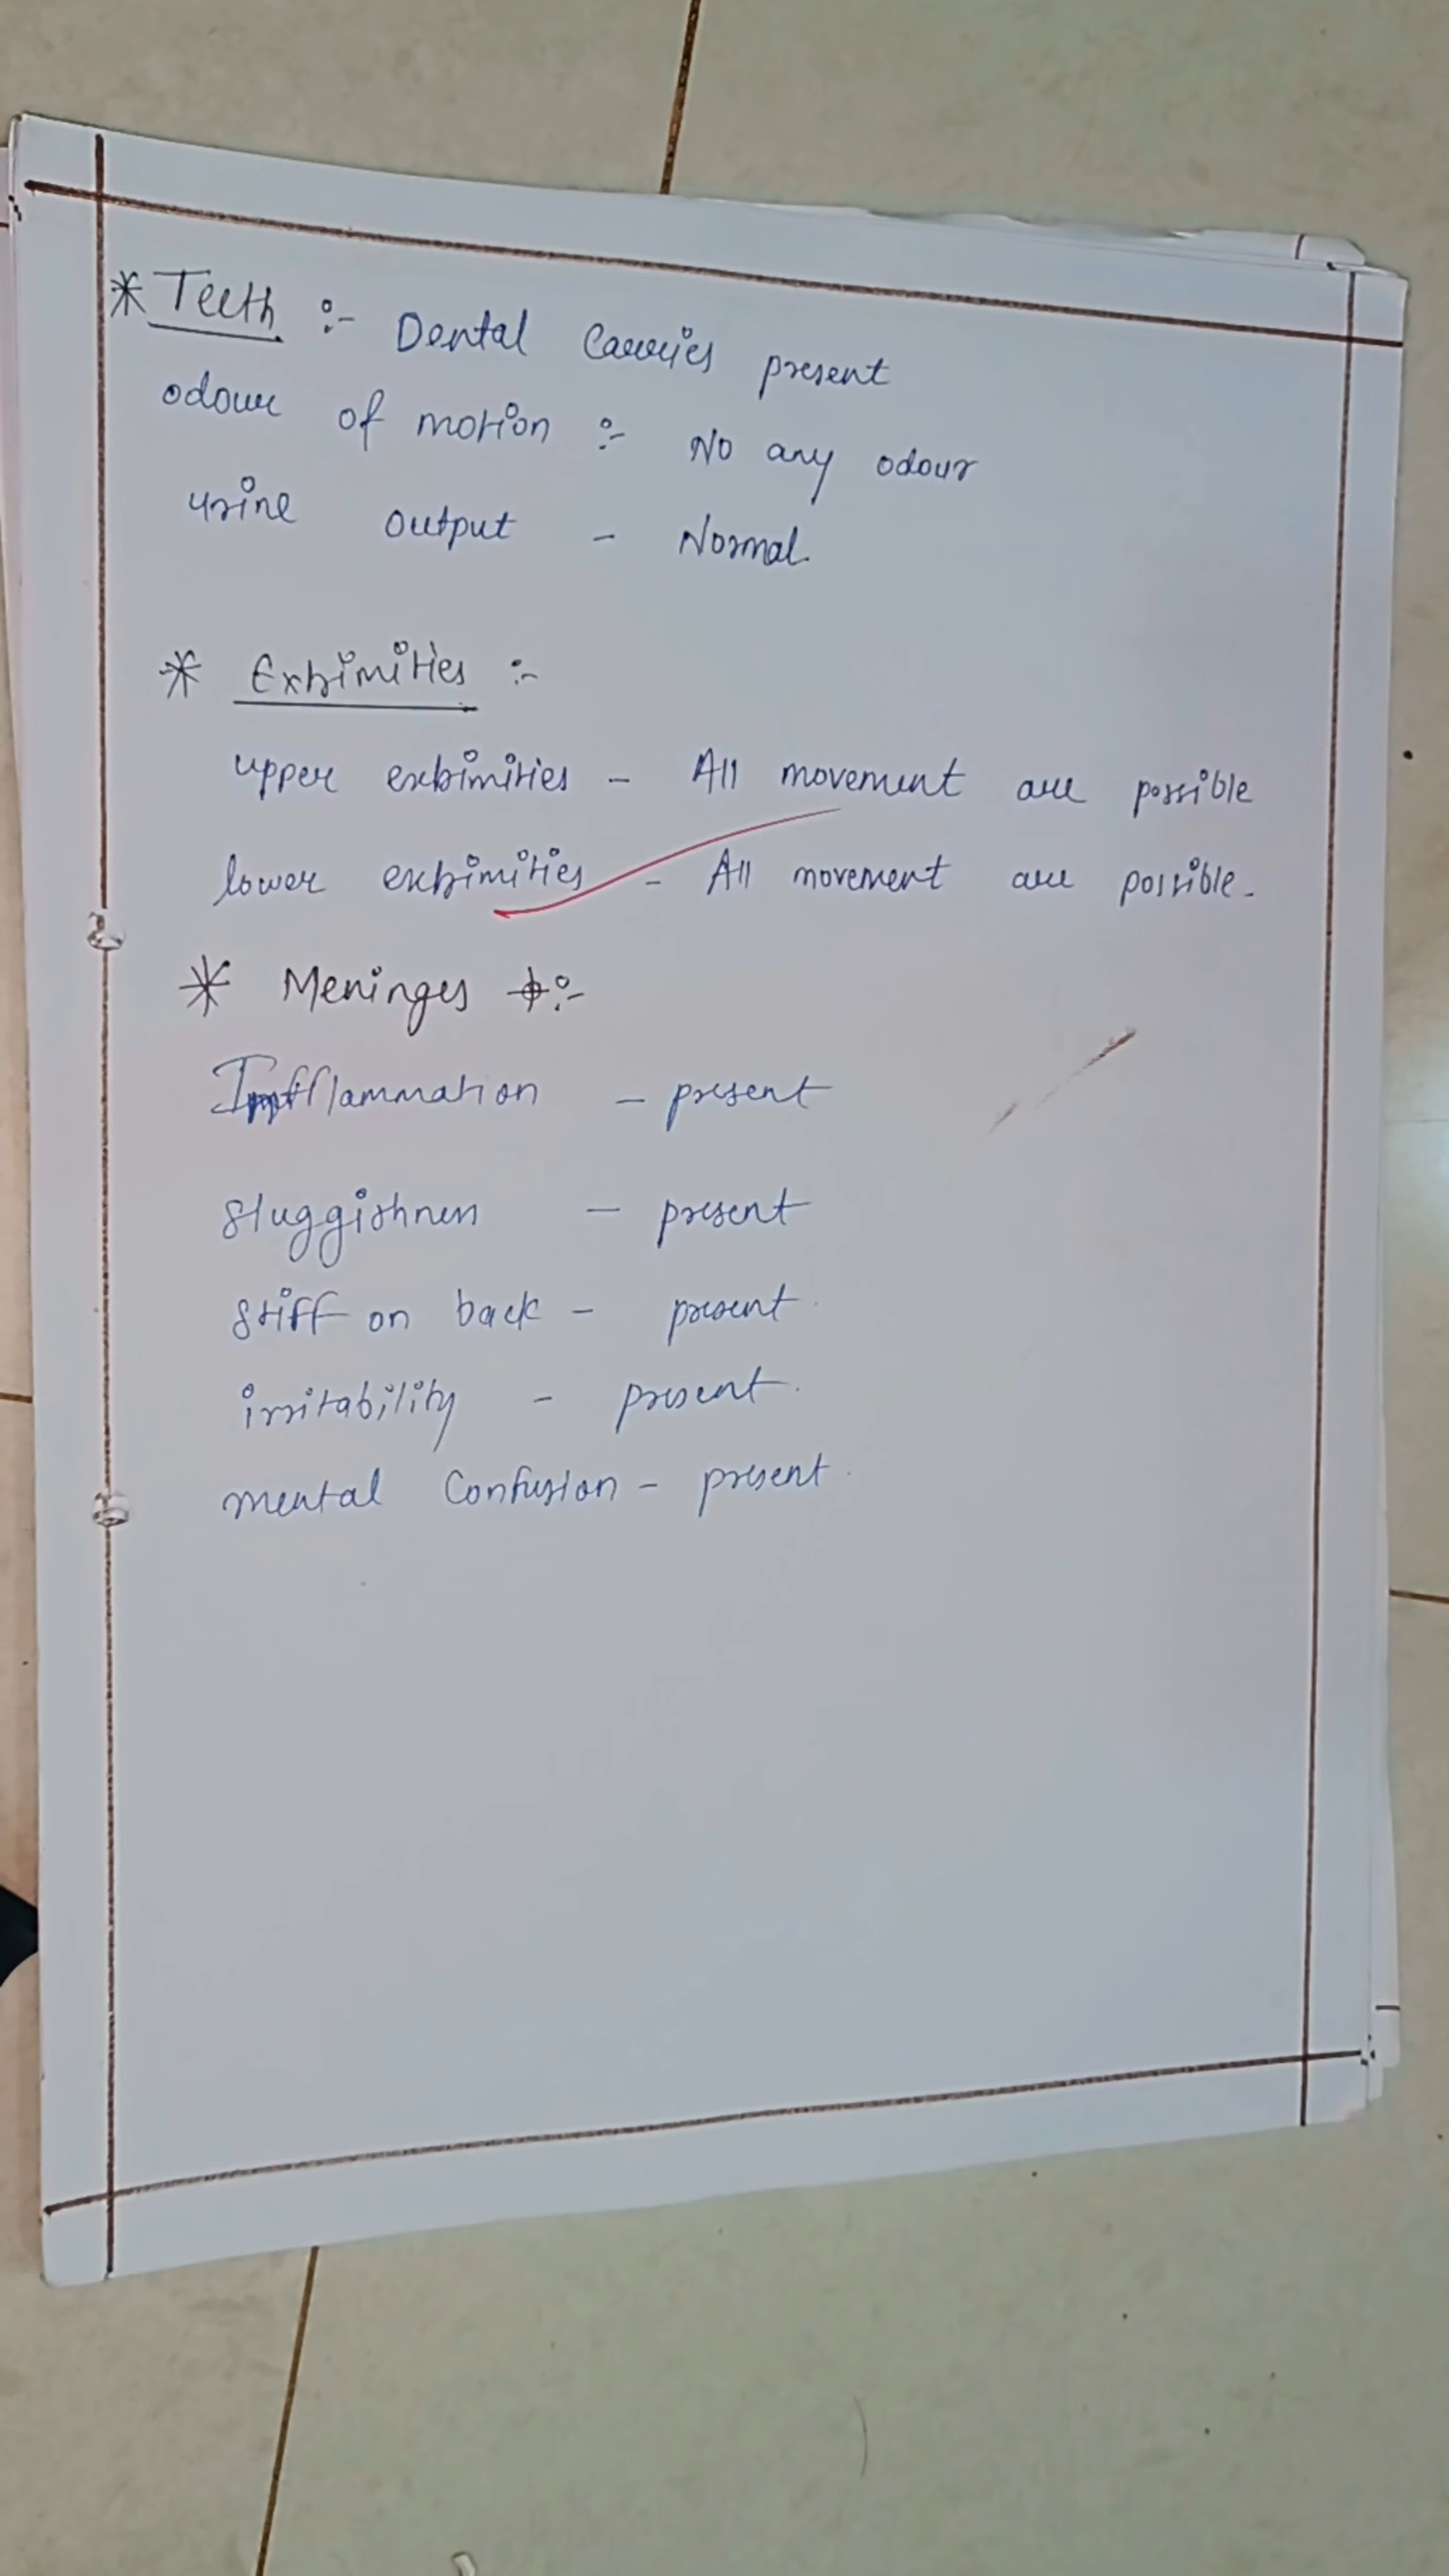 * Teeth :- Dental Carries present
odour of motion :- No any odour
urine output - Normal.
* Extrimities :-
upper extrimities - All movement are possible
lower extrimities - All movement are possible.
* Meninges :-
Inflammation - present
sluggishness - present
stiff on back - present.
irritability - present.
mental Confusion - present.